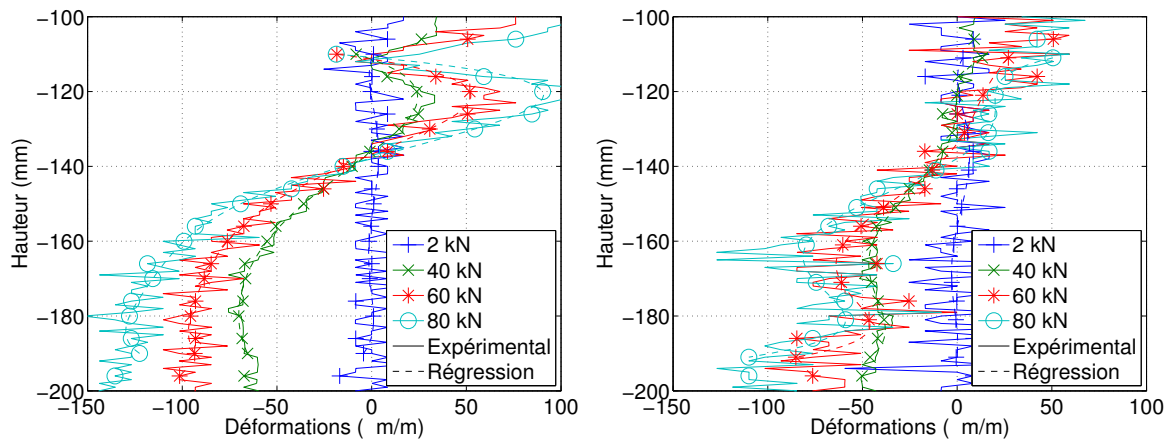 −100
−120
−140
−160
−180
−200
Hauteur (mm)
−150 −100 −50 0 50 100
Déformations ( m/m)
2 kN
40 kN
60 kN
80 kN
Expérimental
Régression
−100
−120
−140
−160
−180
−200
Hauteur (mm)
−150 −100 −50 0 50 100
Déformations ( m/m)
2 kN
40 kN
60 kN
80 kN
Expérimental
Régression